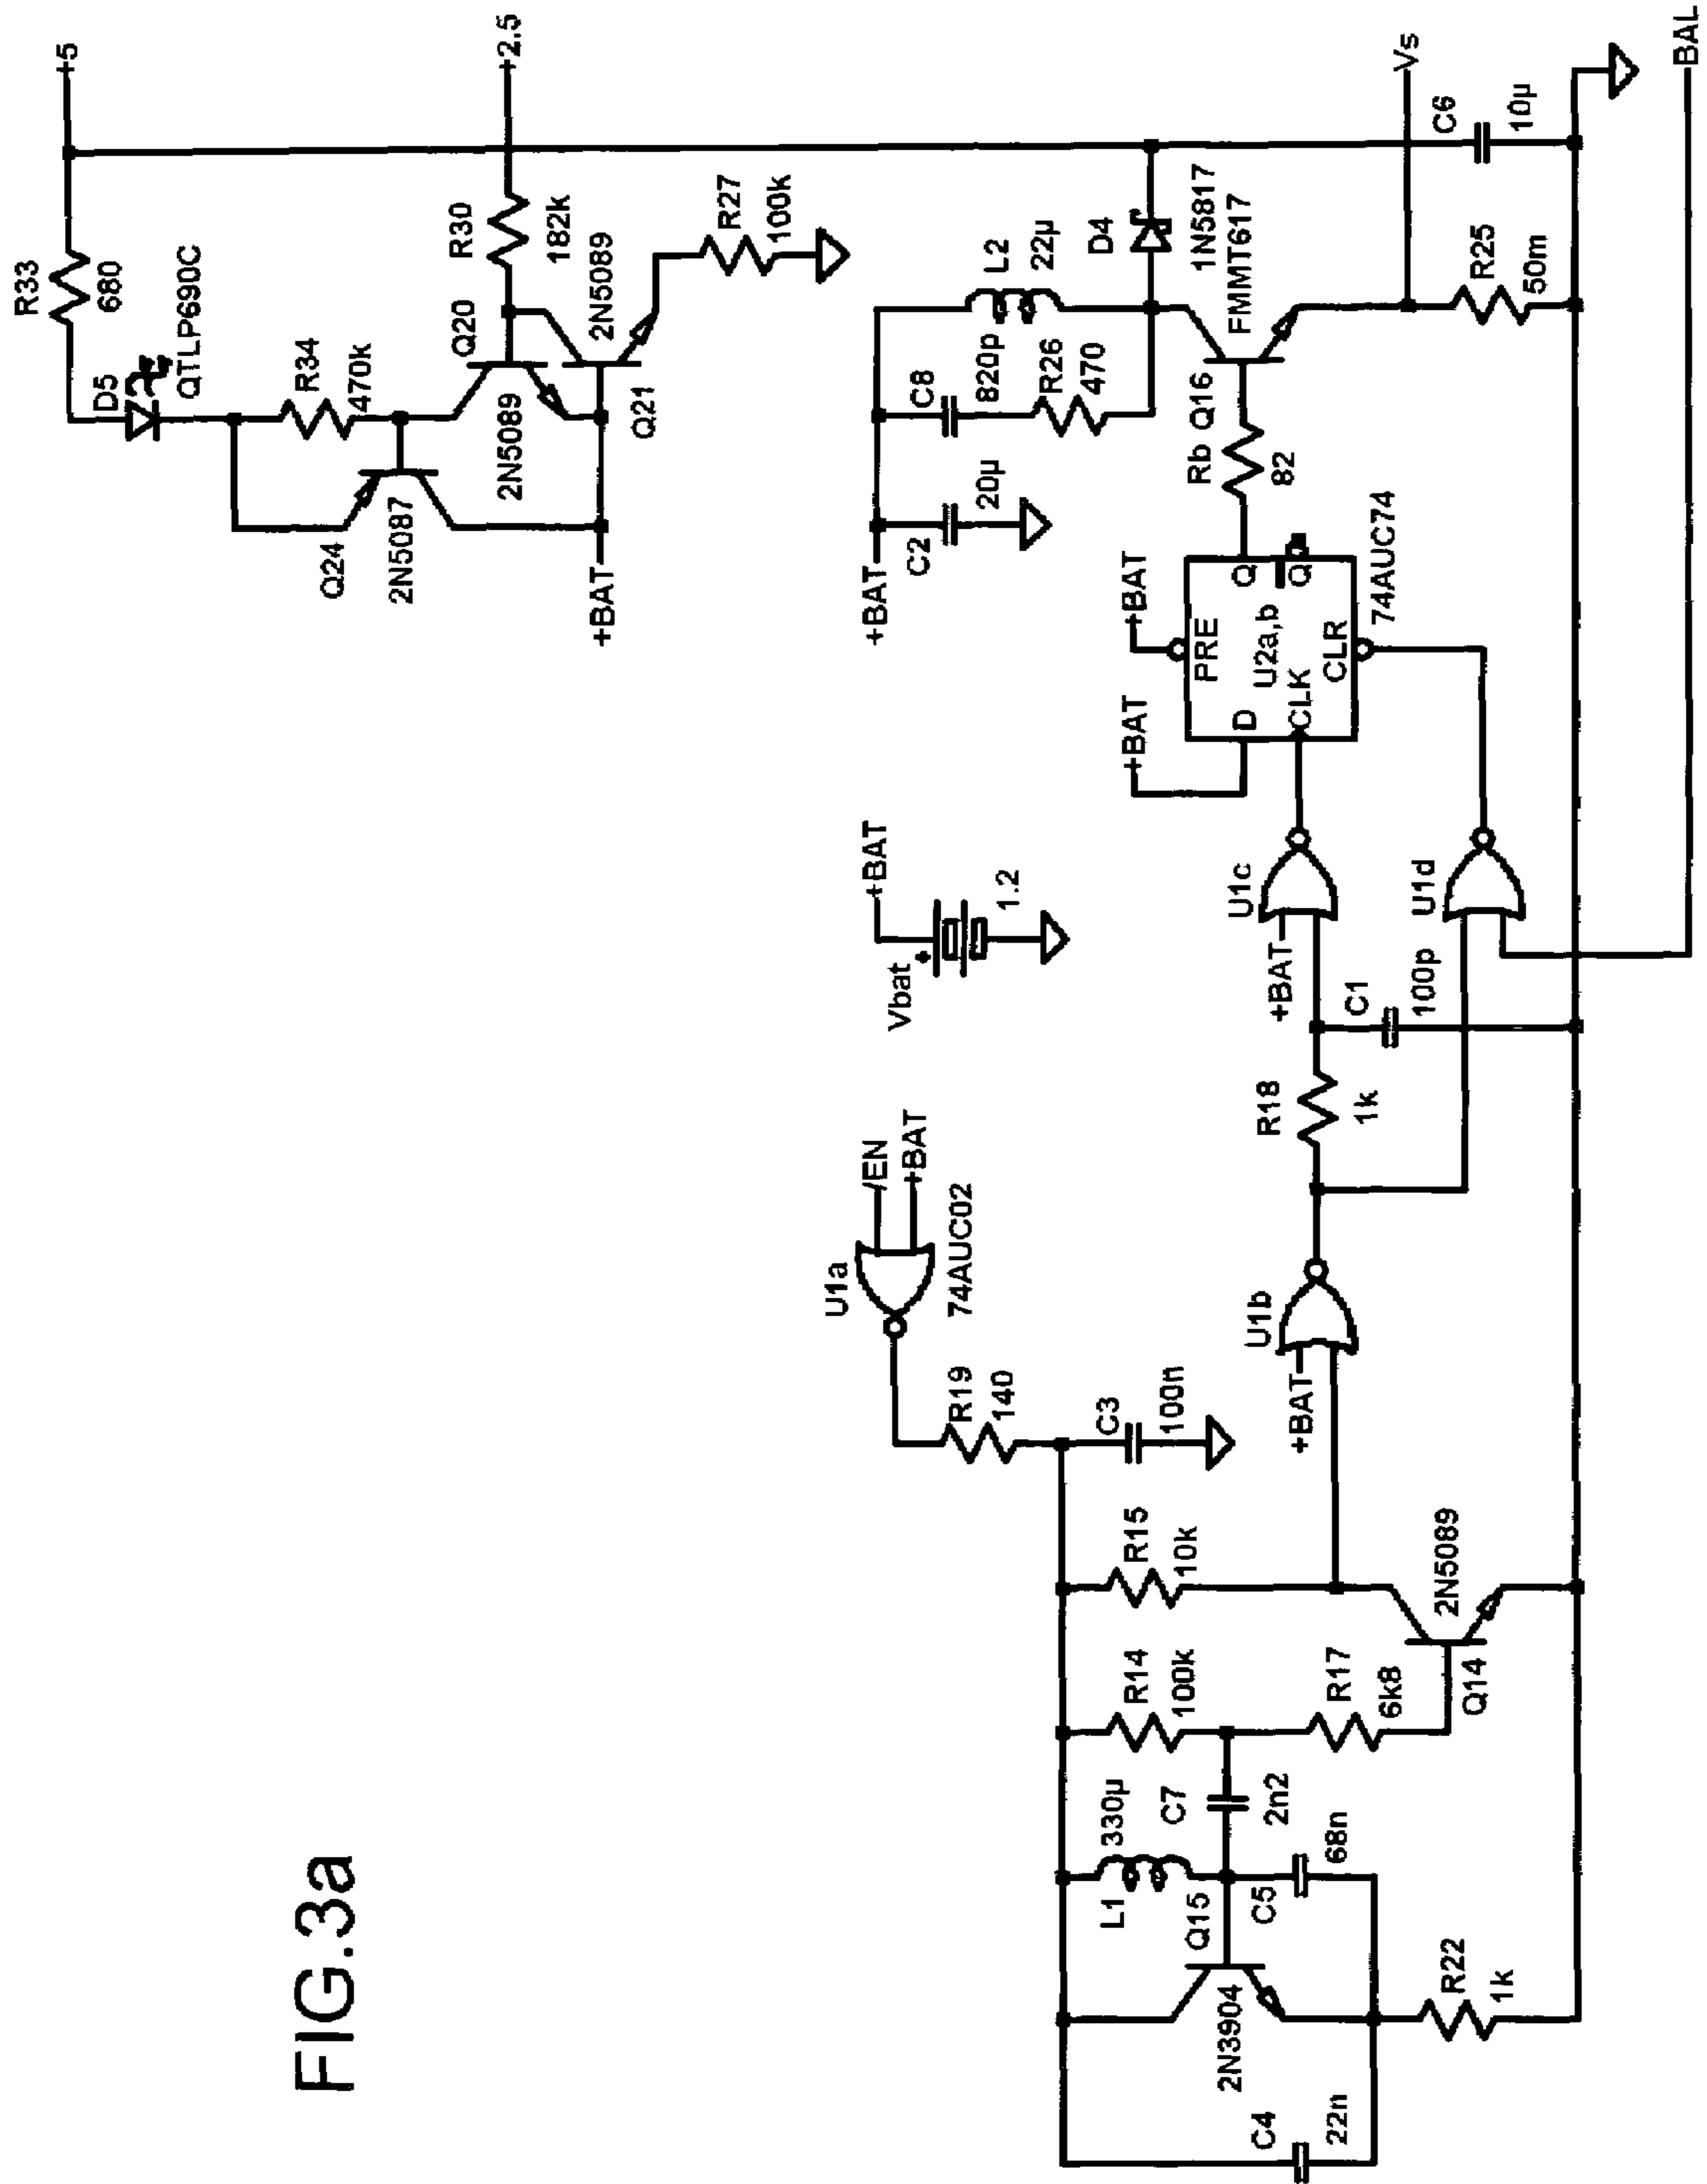 FIG.3a
+5
R33
680
D5
QTLP690C
R34
470k
Q24
2N5087
Q20
2N5089
R30
182k
+2.5
2N5089
Q21
R27
100k
+BAT
+BAT
C2
20µ
C8
820p
R26
470
L2
22µ
D4
1N5817
FMMT617
Q16
Rb
82
Vs
R25
50m
C6
10µ
+BAT
+BAT
PRE
D
U2a,b
CLK
CLR
Q
Q
74AUC74
+BAT
Vbat
+
1.2
U1c
+BAT
U1d
BAL
C1
100p
R18
1k
/EN
+BAT
U1a
74AUC02
R19
140
C3
100n
U1b
+BAT
R15
10k
R14
100k
R17
6k8
2N5089
Q14
L1
330µ
C7
2n2
Q15
2N3904
C5
68n
R22
1k
C4
22n